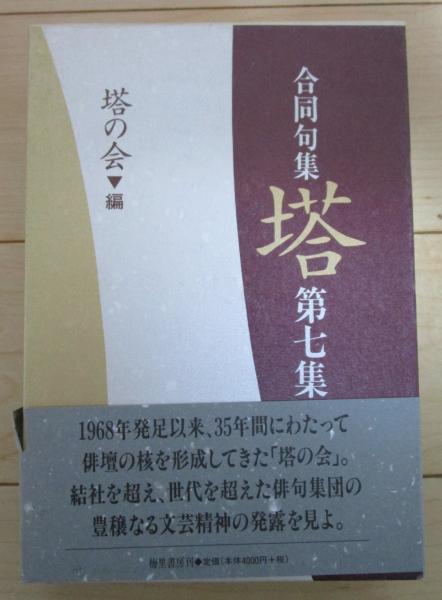 合同句集
塔
第七集
塔の会▼編
1968年発足以来、35年間にわたって
俳壇の核を形成してきた「塔の会」。
結社を超え、世代を超えた俳句集団の
豊穣なる文芸精神の発露を見よ。
梅里書房刊◆定価(本体4000円+税)